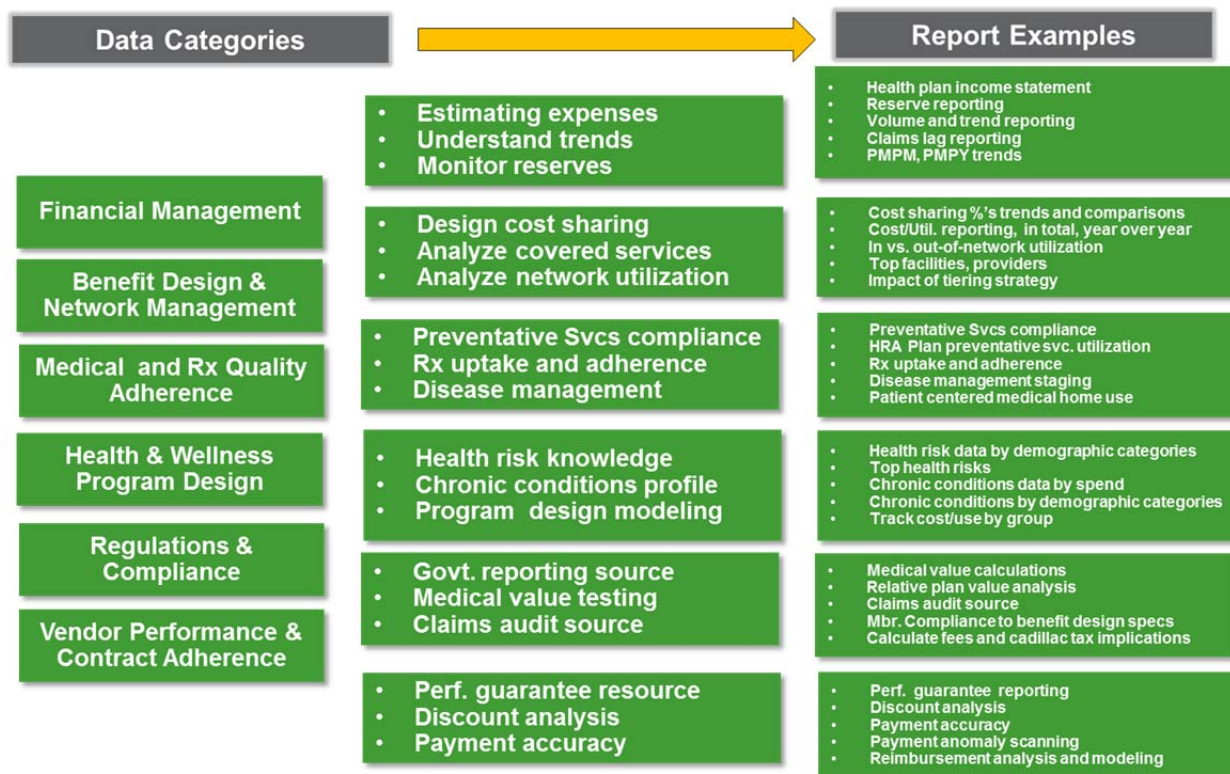 Data Categories
Report Examples
Financial Management
Benefit Design &
Network Management
Medical and Rx Quality
Adherence
Health & Wellness
Program Design
Regulations &
Compliance
Vendor Performance &
Contract Adherence
• Estimating expenses
• Understand trends
• Monitor reserves
• Design cost sharing
• Analyze covered services
• Analyze network utilization
• Preventative Svcs compliance
• Rx uptake and adherence
• Disease management
• Health risk knowledge
• Chronic conditions profile
• Program design modeling
• Govt. reporting source
• Medical value testing
• Claims audit source
• Perf. guarantee resource
• Discount analysis
• Payment accuracy
• Health plan income statement
• Reserve reporting
• Volume and trend reporting
• Claims lag reporting
• PMPM, PMPY trends
• Cost sharing %'s trends and comparisons
• Cost/Util. reporting, in total, year over year
• In vs. out-of-network utilization
• Top facilities, providers
• Impact of tiering strategy
• Preventative Svcs compliance
• HRA Plan preventative svc. utilization
• Rx uptake and adherence
• Disease management staging
• Patient centered medical home use
• Health risk data by demographic categories
• Top health risks
• Chronic conditions data by spend
• Chronic conditions by demographic categories
• Track cost/use by group
• Medical value calculations
• Relative plan value analysis
• Claims audit source
• Mbr. Compliance to benefit design specs
• Calculate fees and cadillac tax implications
• Perf. guarantee reporting
• Discount analysis
• Payment accuracy
• Payment anomaly scanning
• Reimbursement analysis and modeling